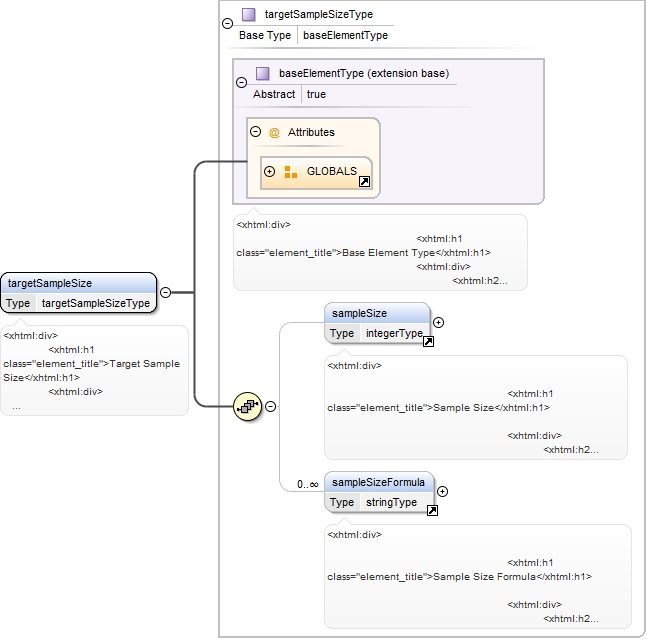 targetSampleSizeType
Base Type baseElementType
baseElementType (extension base)
Abstract true
@ Attributes
GLOBALS
<xhtml:div>
<xhtml:h1
class="element_title">Base Element Type</xhtml:h1>
<xhtml:div>
<xhtml:h2...
targetSampleSize
Type targetSampleSizeType
<xhtml:div>
<xhtml:h1
class="element_title">Target Sample
Size</xhtml:h1>
<xhtml:div>
...
sampleSize
Type integerType
<xhtml:div>
<xhtml:h1
class="element_title">Sample Size</xhtml:h1>
<xhtml:div>
<xhtml:h2...
0..∞
sampleSizeFormula
Type stringType
<xhtml:div>
<xhtml:h1
class="element_title">Sample Size Formula</xhtml:h1>
<xhtml:div>
<xhtml:h2...